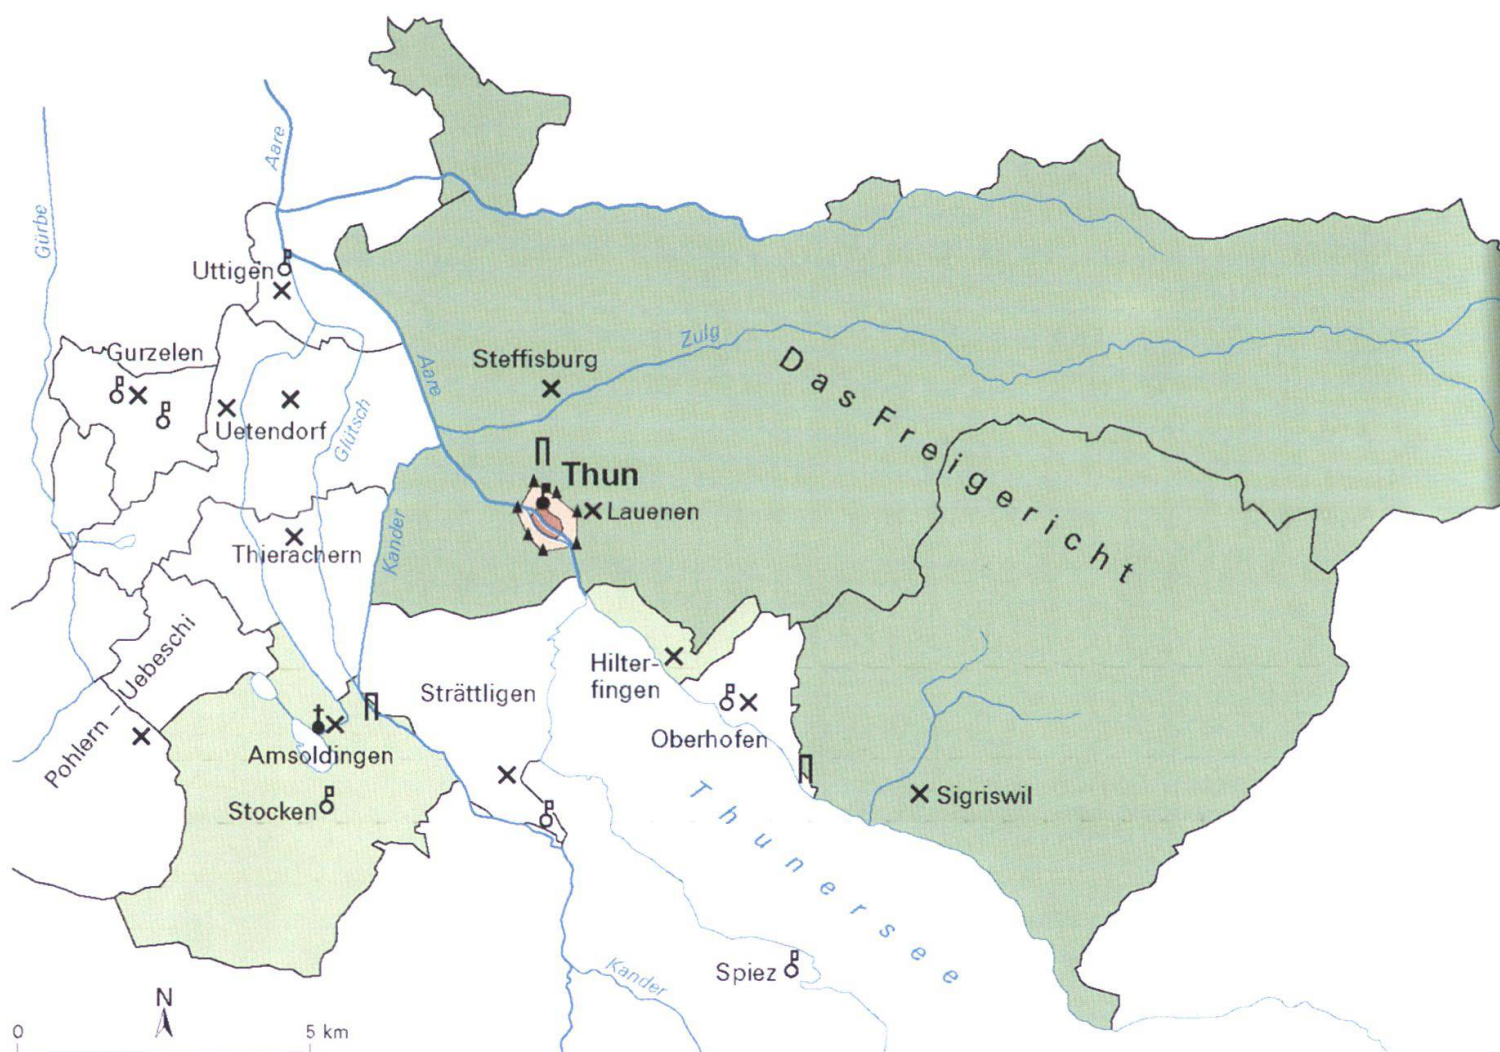 Aare
Gürbe
Uttigen
Gurzelen
Steffisburg
Zulg
Aare
Das Freigericht
Uetendorf
Glütsch
Thun
Lauenen
Kander
Thierachern
Pohlern – Uebeschi
Hilter-
fingen
Strättligen
Oberhofen
Amsoldingen
Stocken
Sigriswil
Thunersee
Spiez
Kander
N
0 5 km